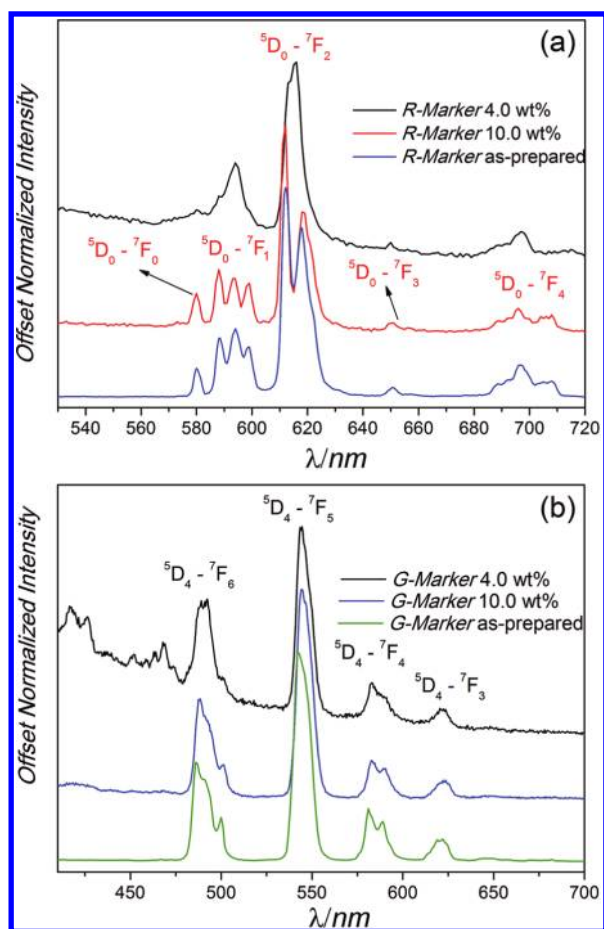 (a)
⁵D₀ - ⁷F₂
R-Marker 4.0 wt%
R-Marker 10.0 wt%
R-Marker as-prepared
⁵D₀ - ⁷F₀
⁵D₀ - ⁷F₁
⁵D₀ - ⁷F₃
⁵D₀ - ⁷F₄
Offset Normalized Intensity
540 560 580 600 620 640 660 680 700 720
λ/nm
(b)
⁵D₄ - ⁷F₅
⁵D₄ - ⁷F₆
G-Marker 4.0 wt%
G-Marker 10.0 wt%
G-Marker as-prepared
⁵D₄ - ⁷F₄
⁵D₄ - ⁷F₃
Offset Normalized Intensity
450 500 550 600 650 700
λ/nm